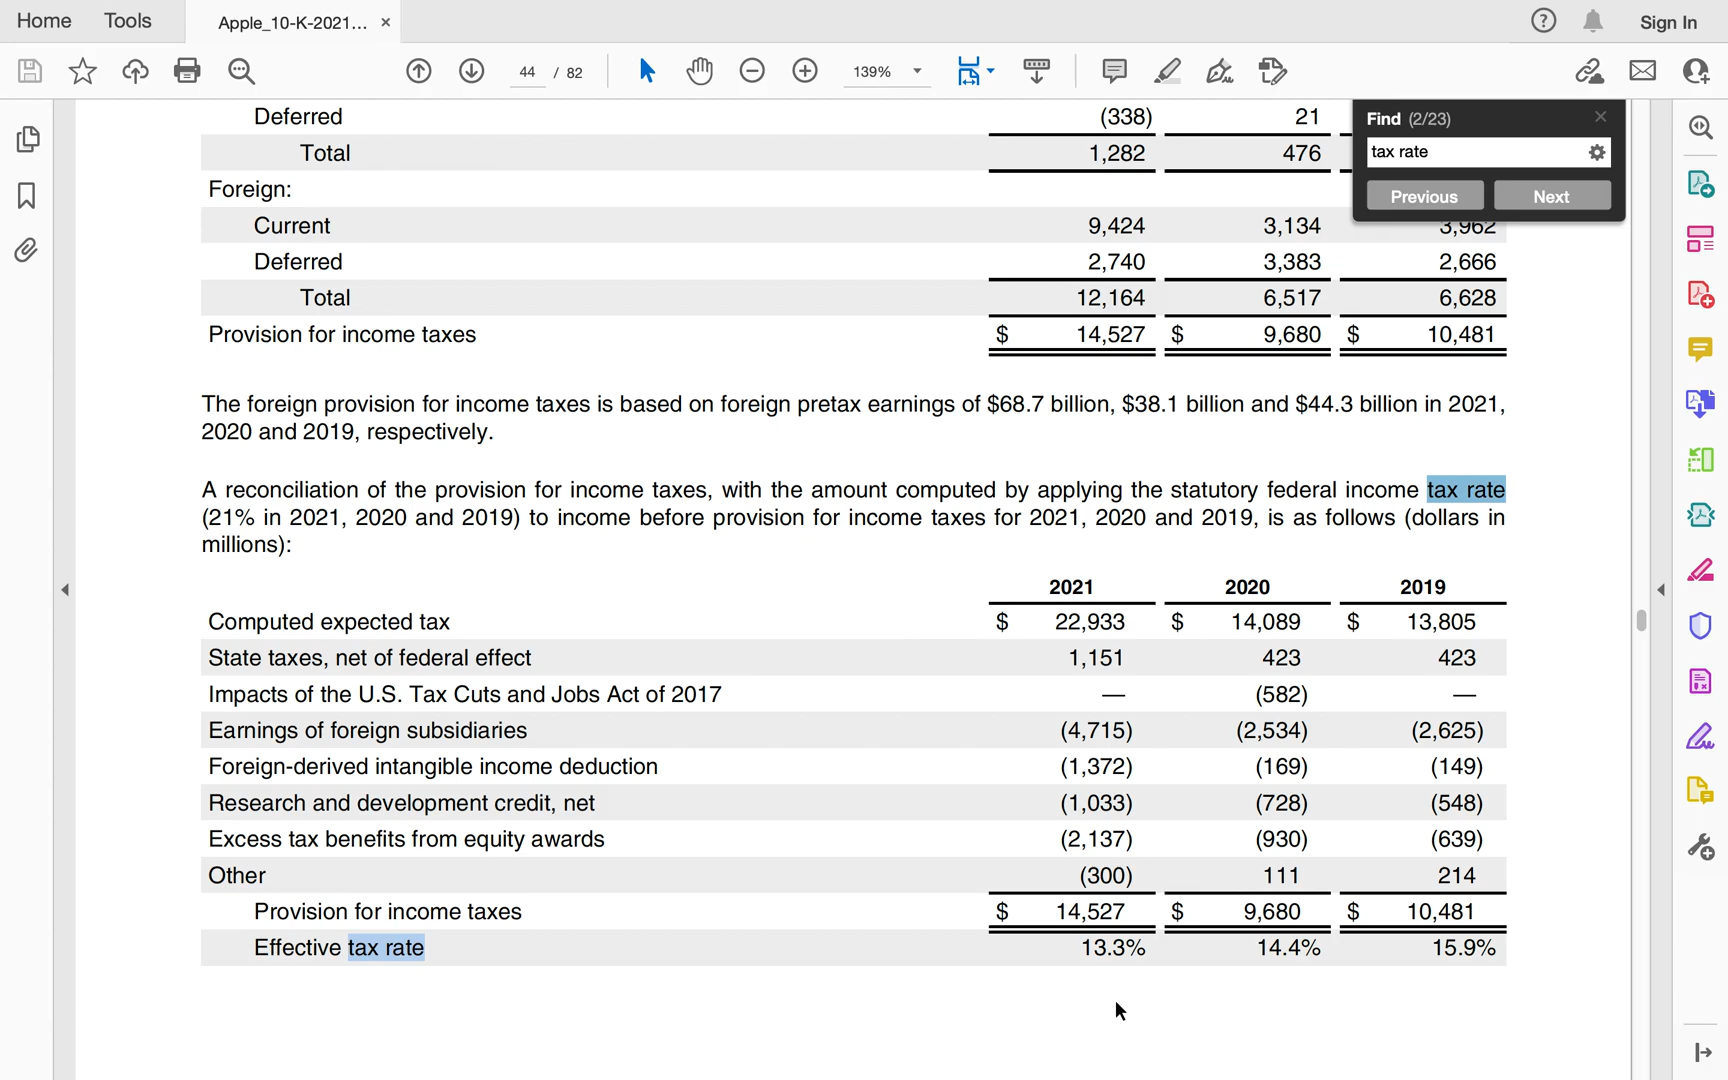 Home Tools Apple_10-K-2021... × ? Sign In
44 / 82 139%
Find (2/23) ×
tax rate
Previous Next
Deferred (338) 21
Total 1,282 476
Foreign:
Current 9,424 3,134 3,962
Deferred 2,740 3,383 2,666
Total 12,164 6,517 6,628
Provision for income taxes $ 14,527 $ 9,680 $ 10,481
The foreign provision for income taxes is based on foreign pretax earnings of $68.7 billion, $38.1 billion and $44.3 billion in 2021,
2020 and 2019, respectively.
A reconciliation of the provision for income taxes, with the amount computed by applying the statutory federal income tax rate
(21% in 2021, 2020 and 2019) to income before provision for income taxes for 2021, 2020 and 2019, is as follows (dollars in
millions):
2021 2020 2019
Computed expected tax $ 22,933 $ 14,089 $ 13,805
State taxes, net of federal effect 1,151 423 423
Impacts of the U.S. Tax Cuts and Jobs Act of 2017 — (582) —
Earnings of foreign subsidiaries (4,715) (2,534) (2,625)
Foreign-derived intangible income deduction (1,372) (169) (149)
Research and development credit, net (1,033) (728) (548)
Excess tax benefits from equity awards (2,137) (930) (639)
Other (300) 111 214
Provision for income taxes $ 14,527 $ 9,680 $ 10,481
Effective tax rate 13.3% 14.4% 15.9%